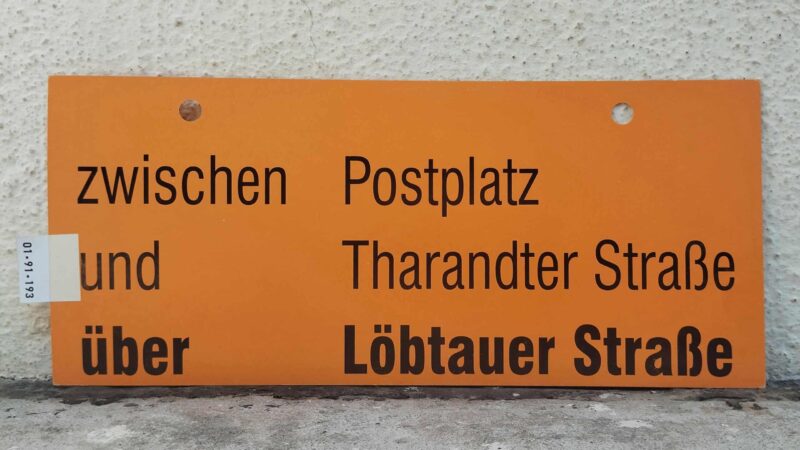 zwischen Postplatz
und Tharandter Straße
über Löbtauer Straße
01•91•193